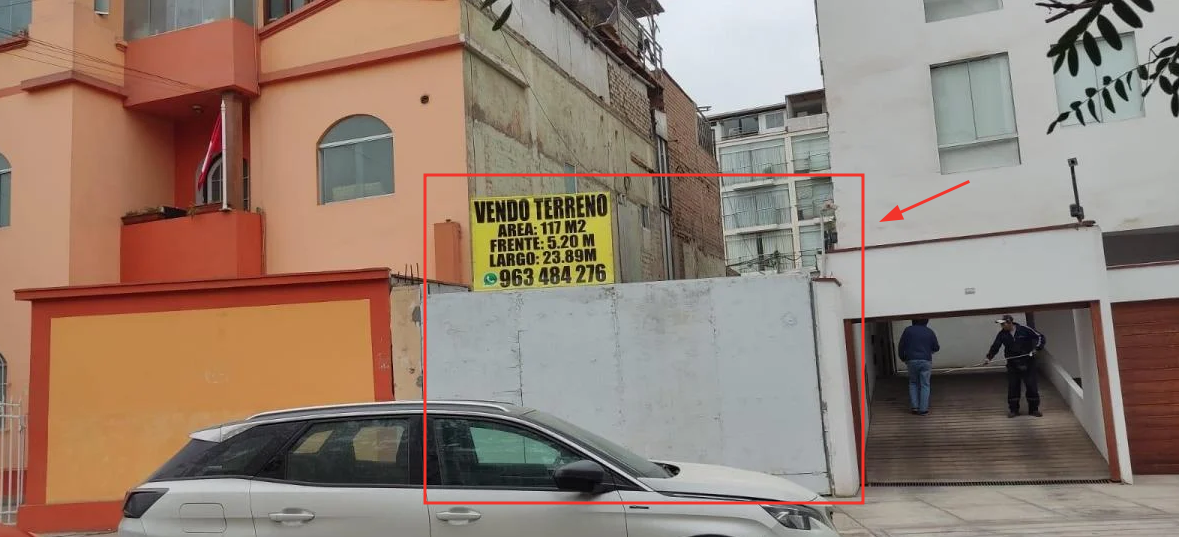 VENDO TERRENO
AREA: 117 M2
FRENTE: 5.20 M
LARGO: 23.89M
963 484 276